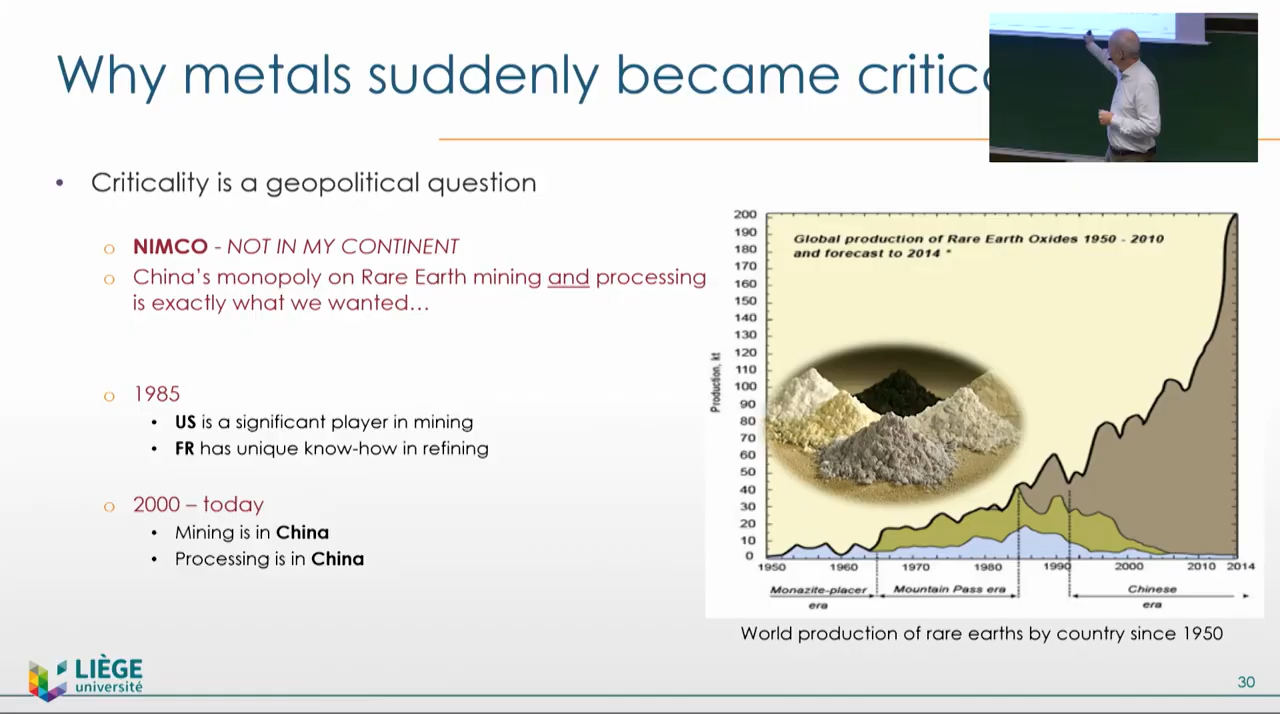 Why metals suddenly became critic
• Criticality is a geopolitical question
o NIMCO - NOT IN MY CONTINENT
o China's monopoly on Rare Earth mining and processing
is exactly what we wanted…
o 1985
• US is a significant player in mining
• FR has unique know-how in refining
o 2000 – today
• Mining is in China
• Processing is in China
Global production of Rare Earth Oxides 1950 - 2010
and forecast to 2014 *
Production, kt
200
190
180
170
160
150
140
130
120
110
100
90
80
70
60
50
40
30
20
10
0
1950 1960 1970 1980 1990 2000 2010 2014
Monazite-placer era
Mountain Pass era
Chinese era
World production of rare earths by country since 1950
LIÈGE
université
30